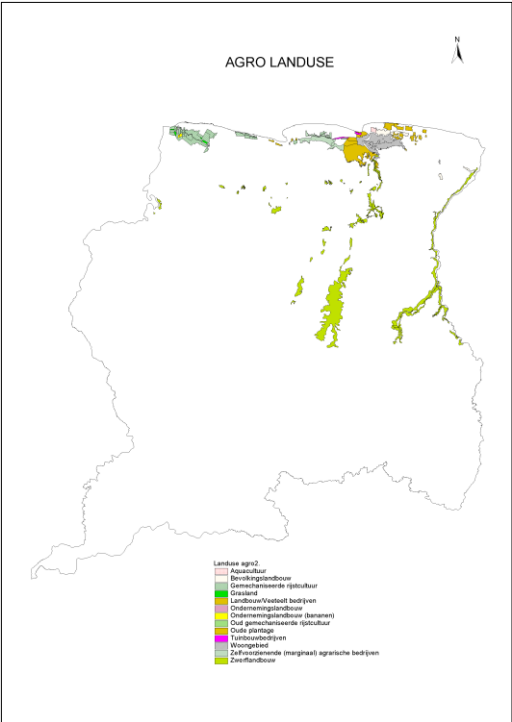 N
AGRO LANDUSE
Landuse agro2.
Aquacultuur
Bevolkingslandbouw
Gemechaniseerde rijstcultuur
Grasland
Landbouw/Veeteelt bedrijven
Ondernemingslandbouw
Ondernemingslandbouw (bananen)
Oud gemechaniseerde rijstcultuur
Oude plantage
Tuinbouwbedrijven
Woongebied
Zelfvoorzienende (marginaal) agrarische bedrijven
Zwerflandbouw